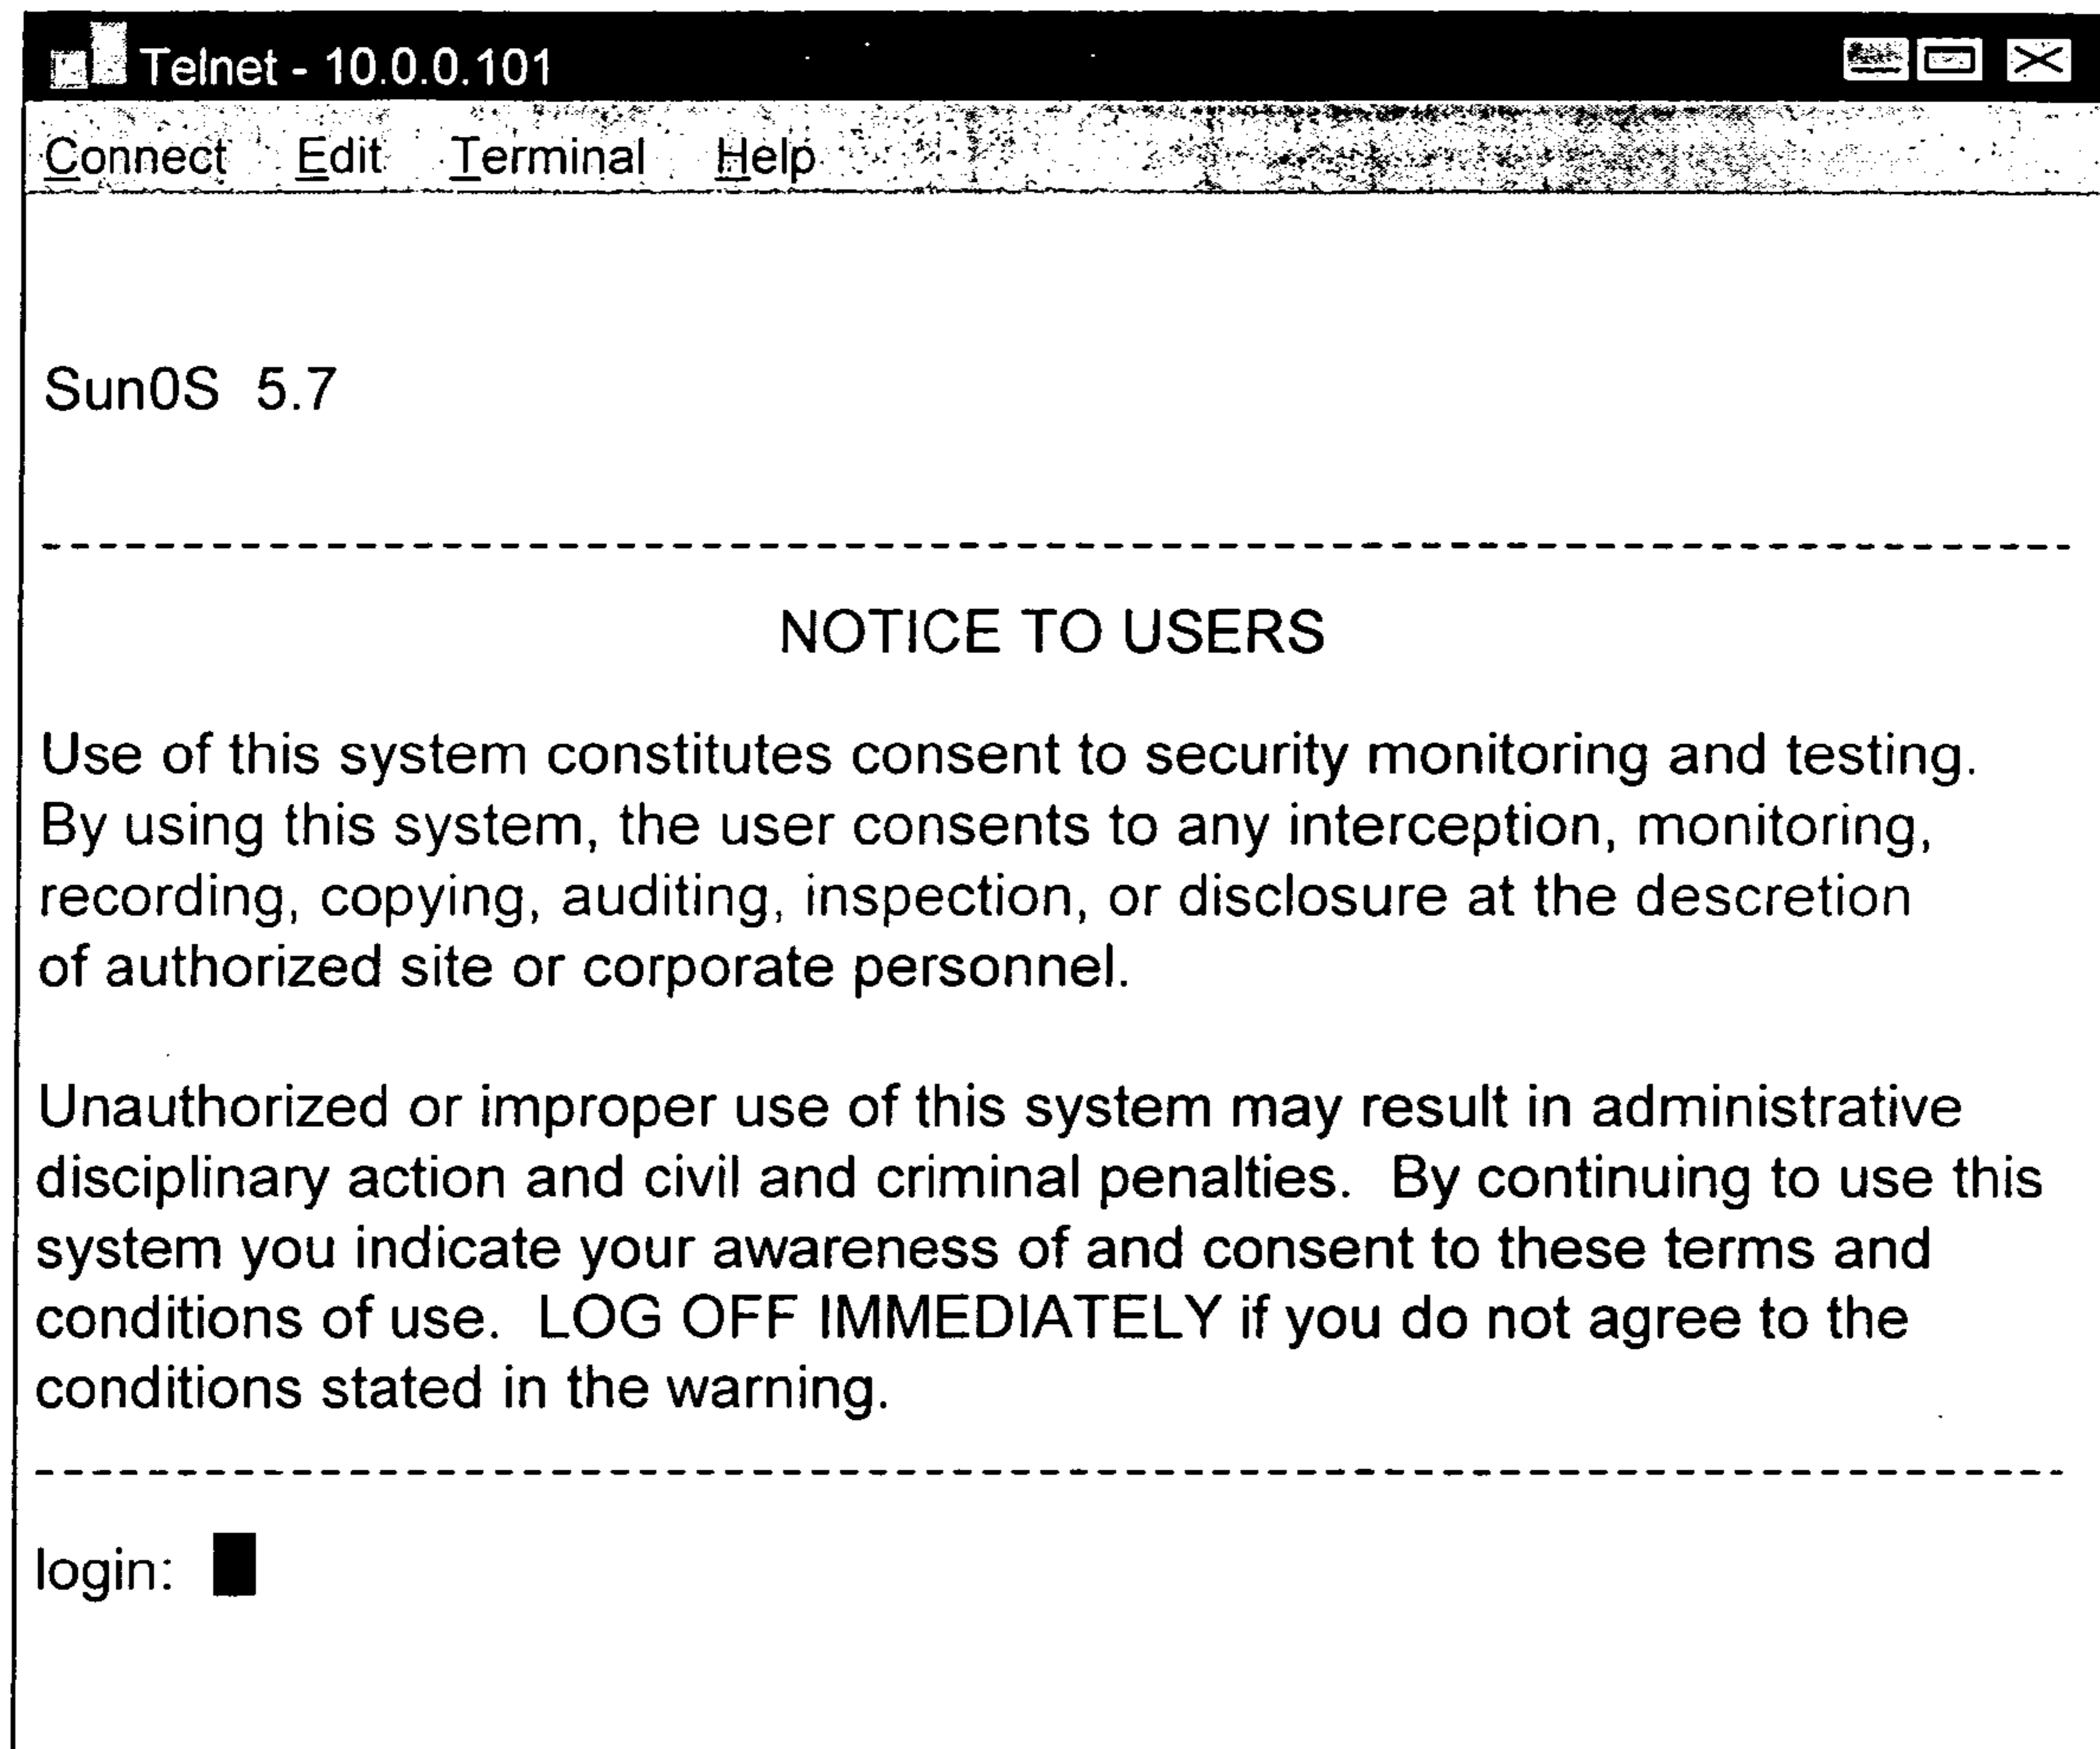 Telnet - 10.0.0.101
Connect Edit Terminal Help
Sun0S 5.7
------------------------------------------------------------------------
NOTICE TO USERS
Use of this system constitutes consent to security monitoring and testing.
By using this system, the user consents to any interception, monitoring,
recording, copying, auditing, inspection, or disclosure at the descretion
of authorized site or corporate personnel.
Unauthorized or improper use of this system may result in administrative
disciplinary action and civil and criminal penalties. By continuing to use this
system you indicate your awareness of and consent to these terms and
conditions of use. LOG OFF IMMEDIATELY if you do not agree to the
conditions stated in the warning.
------------------------------------------------------------------------
login: